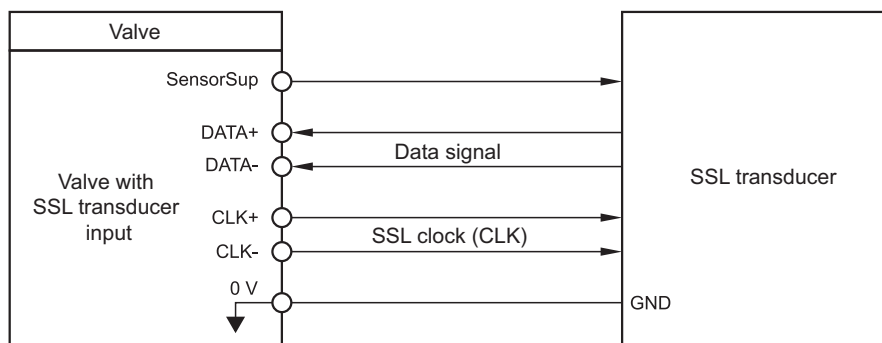 Valve
SensorSup
DATA+
Data signal
DATA-
Valve with
SSL transducer
input
SSL transducer
CLK+
SSL clock (CLK)
CLK-
0 V
GND